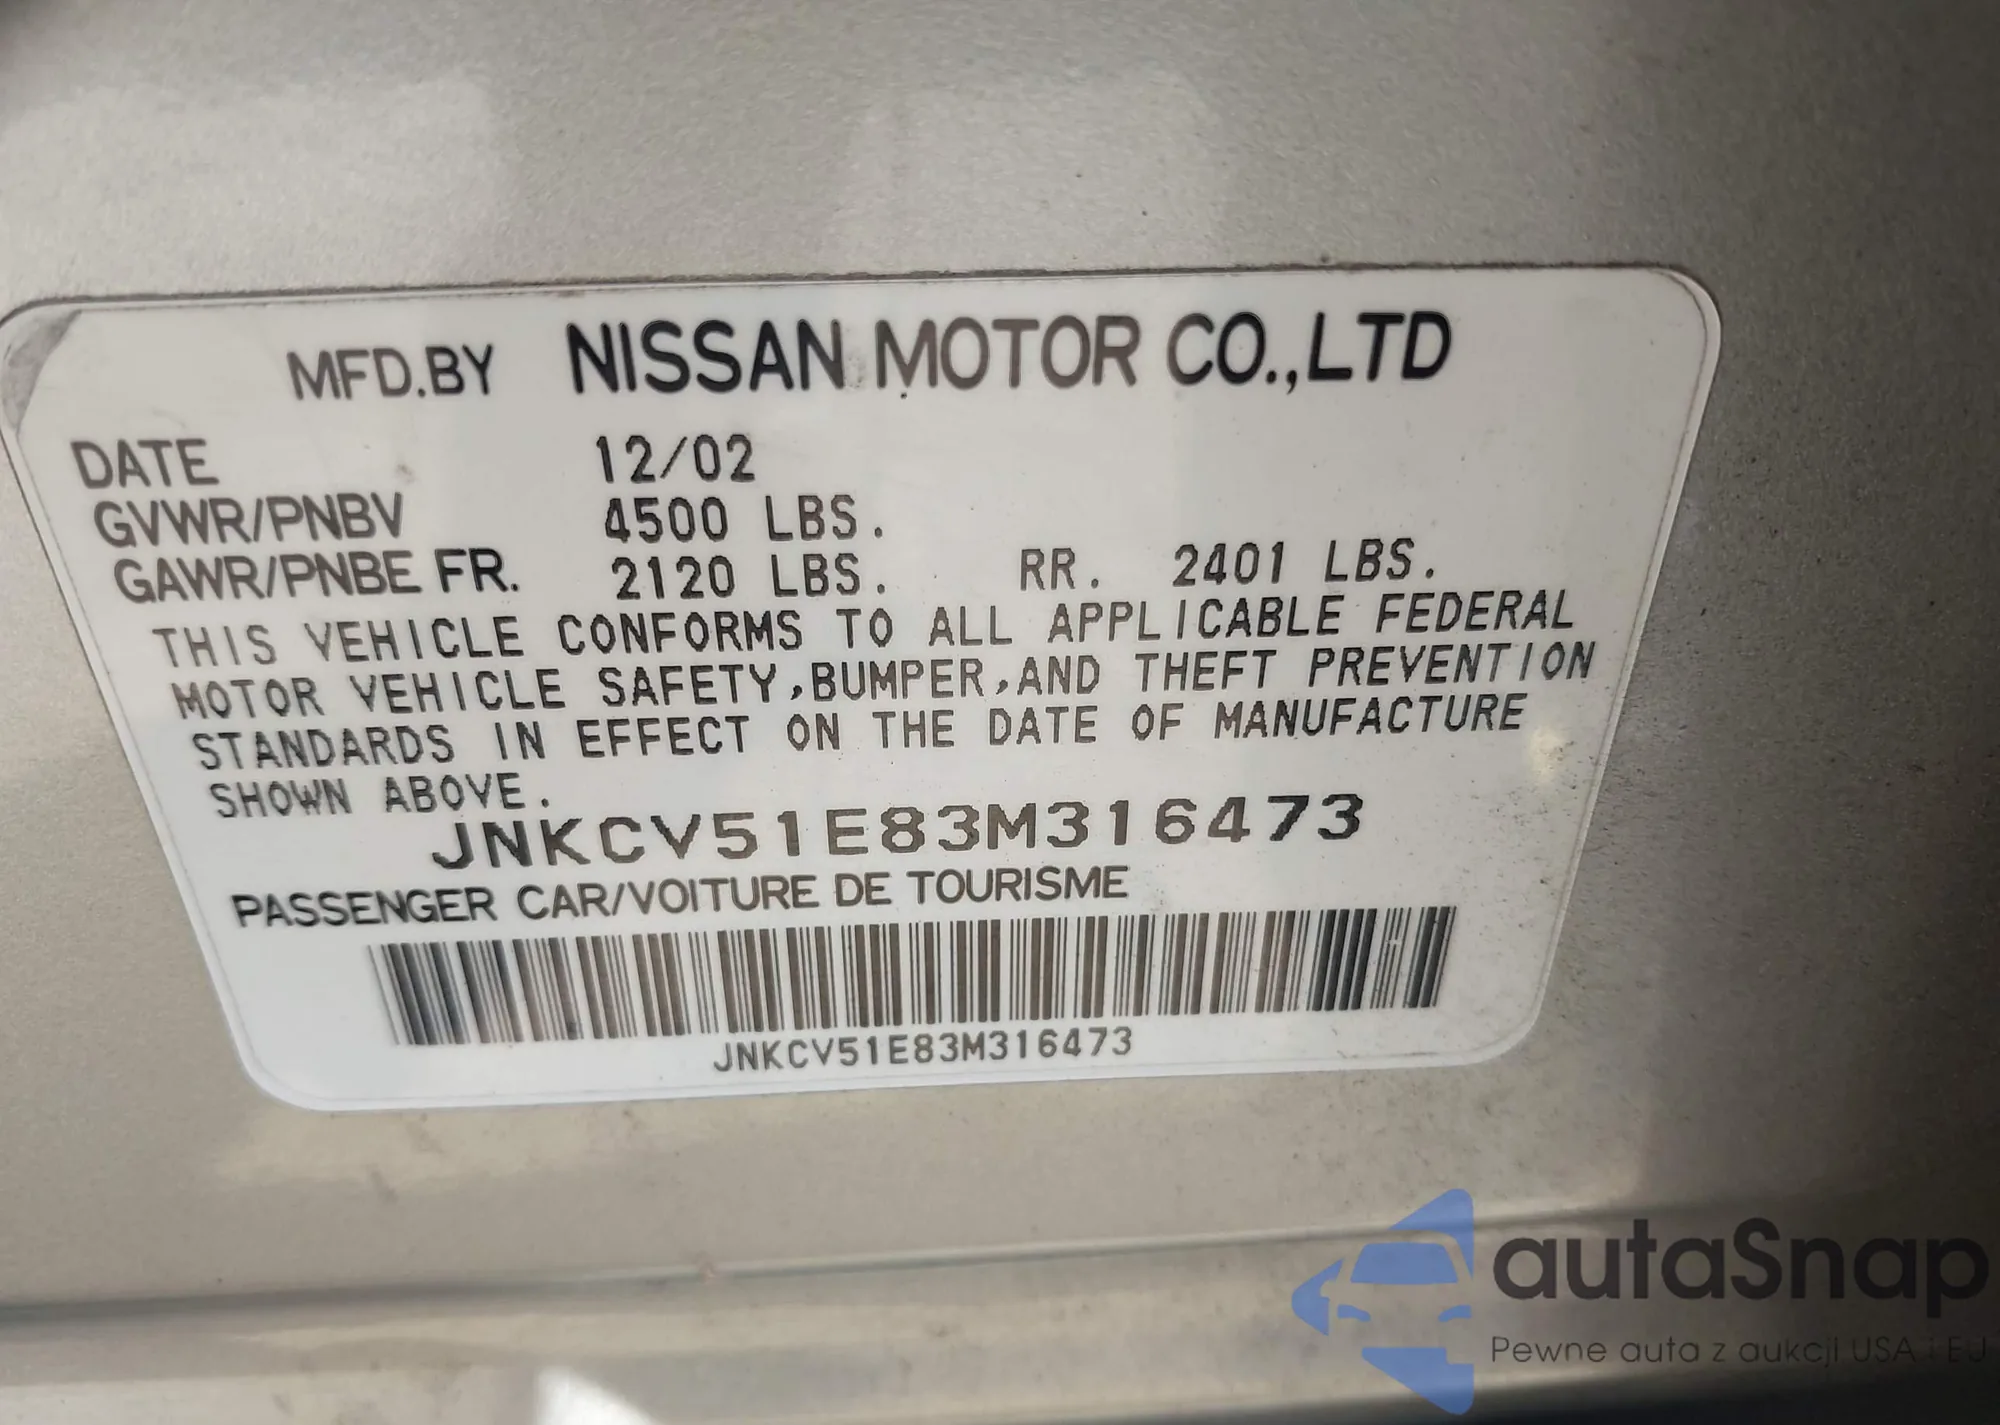 MFD.BY NISSAN MOTOR CO.,LTD
DATE 12/02
GVWR/PNBV 4500 LBS.
GAWR/PNBE FR. 2120 LBS. RR. 2401 LBS.
THIS VEHICLE CONFORMS TO ALL APPLICABLE FEDERAL
MOTOR VEHICLE SAFETY,BUMPER,AND THEFT PREVENTION
STANDARDS IN EFFECT ON THE DATE OF MANUFACTURE
SHOWN ABOVE.
JNKCV51E83M316473
PASSENGER CAR/VOITURE DE TOURISME
JNKCV51E83M316473
autaSnap
Pewne auta z aukcji USA i EU